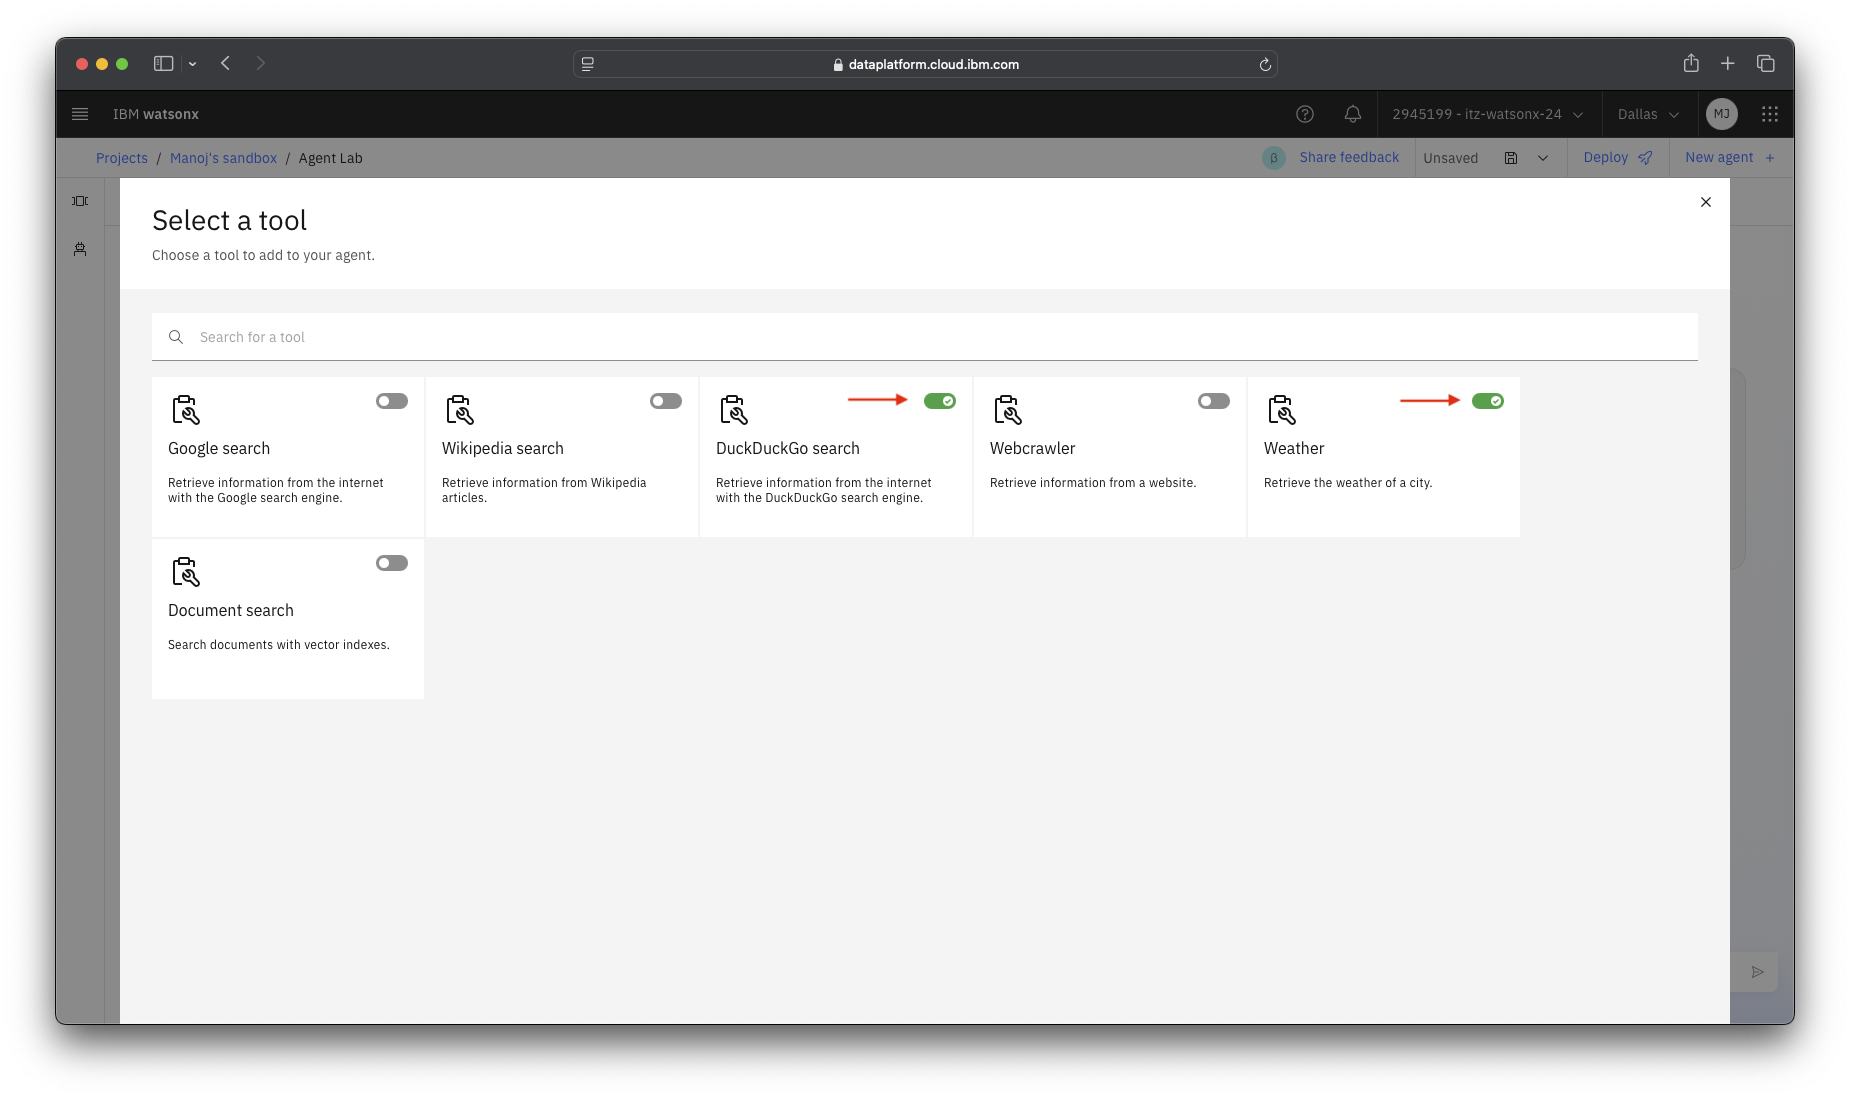 dataplatform.cloud.ibm.com
IBM watsonx
2945199 - itz-watsonx-24
Dallas
MJ
Projects / Manoj's sandbox / Agent Lab
β
Share feedback
Unsaved
Deploy
New agent +
Select a tool
Choose a tool to add to your agent.
Search for a tool
Google search
Retrieve information from the internet
with the Google search engine.
Wikipedia search
Retrieve information from Wikipedia
articles.
DuckDuckGo search
Retrieve information from the internet
with the DuckDuckGo search engine.
Webcrawler
Retrieve information from a website.
Weather
Retrieve the weather of a city.
Document search
Search documents with vector indexes.